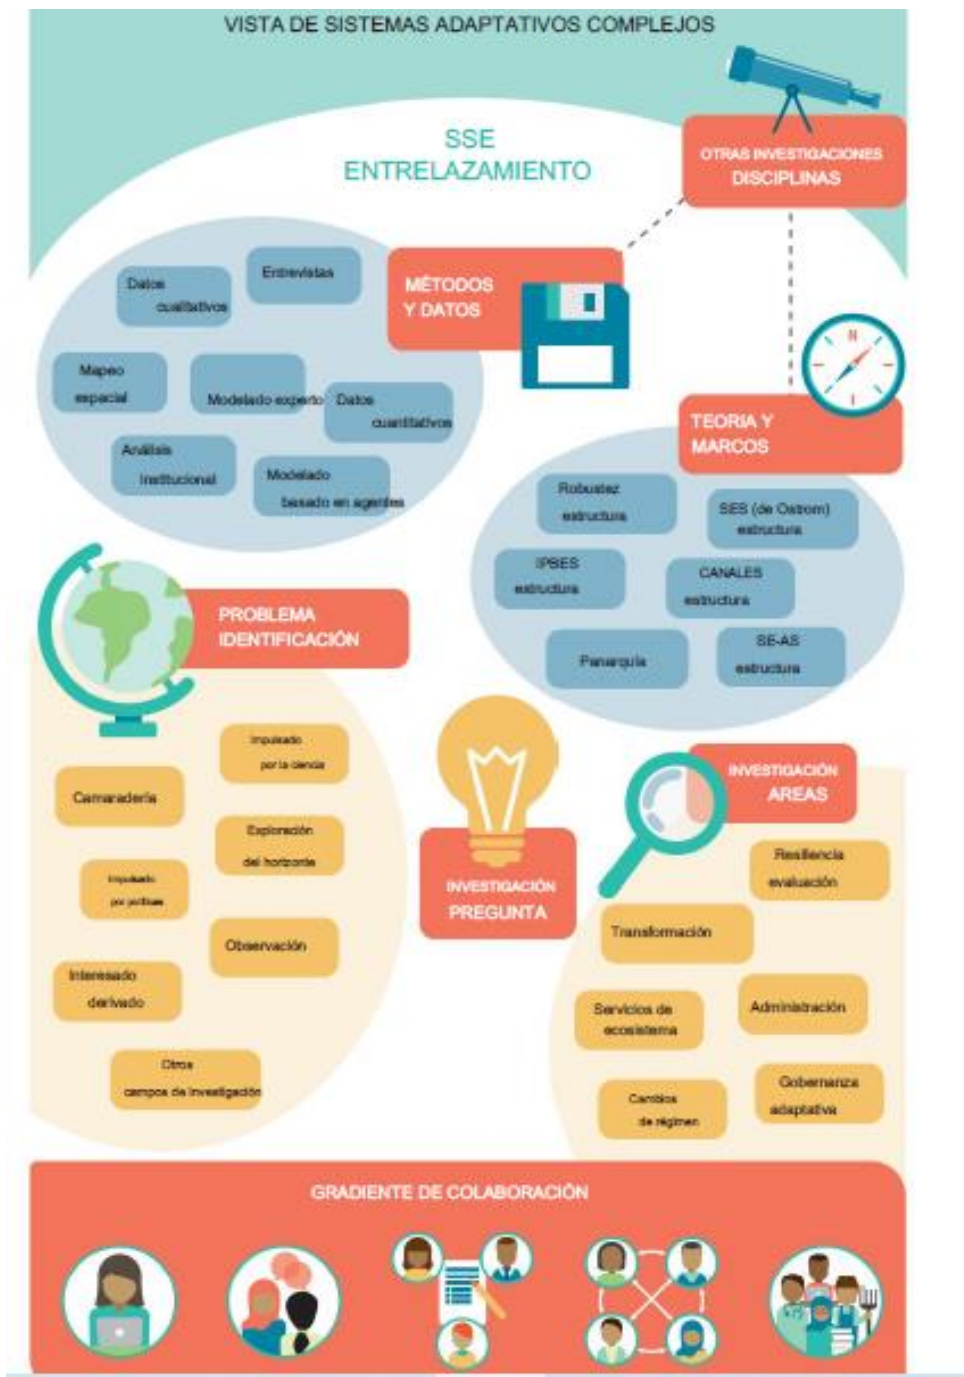 VISTA DE SISTEMAS ADAPTATIVOS COMPLEJOS
SSE
ENTRELAZAMIENTO
OTRAS INVESTIGACIONES
DISCIPLINAS
MÉTODOS
Y DATOS
Entrevistas
Datos
cualitativos
Mapeo
espacial
Modelado experto
Datos
cuantitativos
Análisis
institucional
Modelado
basado en agentes
N
TEORIA Y
MARCOS
Robustez
estructura
SES (de Ostrom)
estructura
IPBES
estructura
CANALES
estructura
Panarquía
SE-AS
estructura
PROBLEMA
IDENTIFICACIÓN
Impulsado
por la ciencia
Camaradería
Exploración
del horizonte
Impulsado
por políticas
Observación
Interesado
derivado
Otros
campos de investigación
INVESTIGACIÓN
PREGUNTA
INVESTIGACIÓN
AREAS
Resiliencia
evaluación
Transformación
Servicios de
ecosistema
Administración
Cambios
de régimen
Gobernanza
adaptativa
GRADIENTE DE COLABORACIÓN